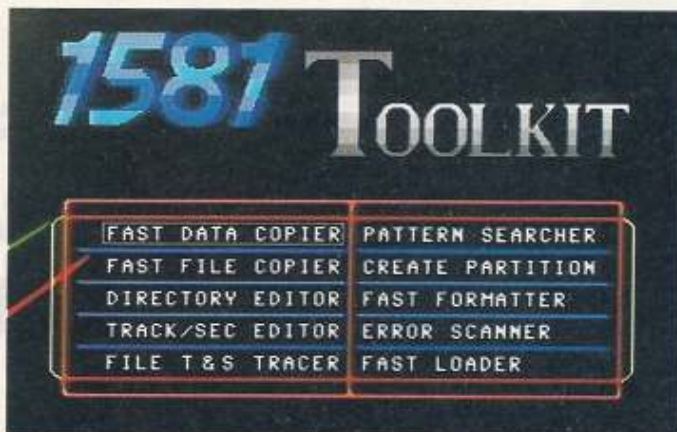 1581 TOOLKIT
FAST DATA COPIER PATTERN SEARCHER
FAST FILE COPIER CREATE PARTITION
DIRECTORY EDITOR FAST FORMATTER
TRACK/SEC EDITOR ERROR SCANNER
FILE T&S TRACER FAST LOADER